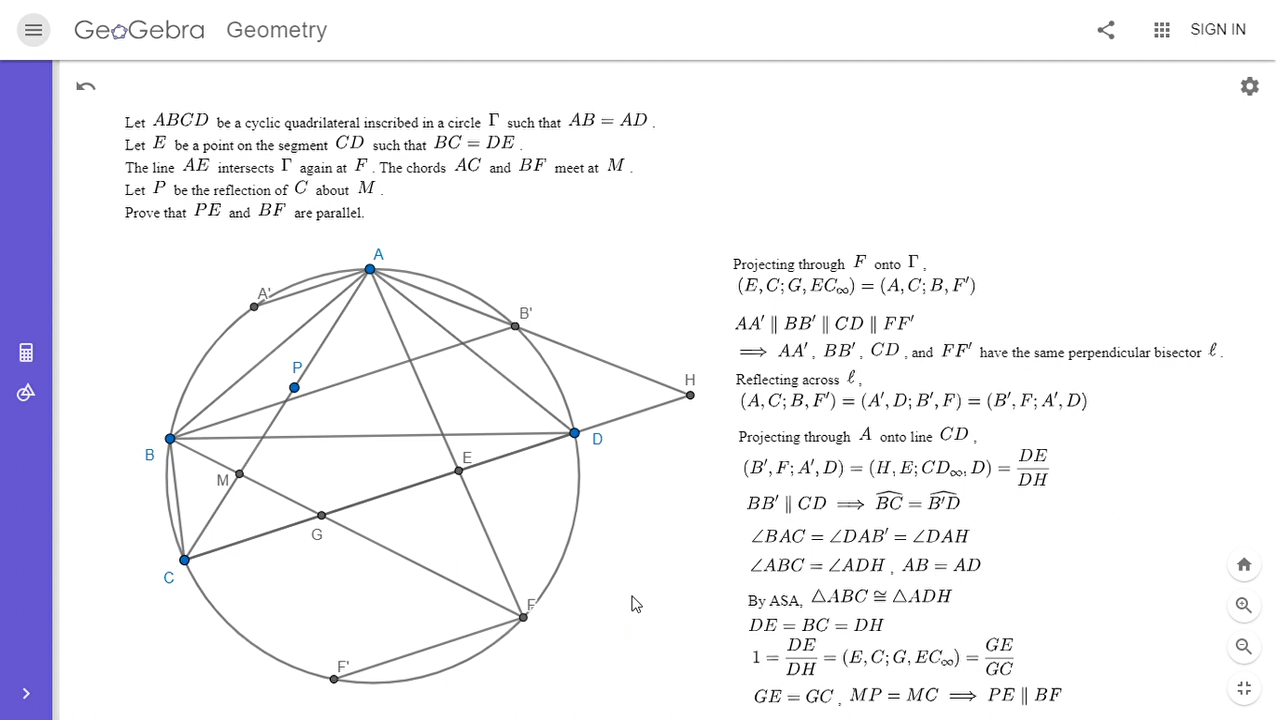 GeoGebra Geometry SIGN IN
Let ABCD be a cyclic quadrilateral inscribed in a circle Γ such that AB = AD .
Let E be a point on the segment CD such that BC = DE .
The line AE intersects Γ again at F . The chords AC and BF meet at M .
Let P be the reflection of C about M .
Prove that PE and BF are parallel.
A
A'
B'
P
H
B
D
E
M
G
C
F
F'
Projecting through F onto Γ ,
(E, C; G, EC∞) = (A, C; B, F′)
AA′ ∥ BB′ ∥ CD ∥ FF′
⟹ AA′ , BB′ , CD , and FF′ have the same perpendicular bisector ℓ .
Reflecting across ℓ ,
(A, C; B, F′) = (A′, D; B′, F) = (B′, F; A′, D)
Projecting through A onto line CD ,
(B′, F; A′, D) = (H, E; CD∞, D) = DE/DH
BB′ ∥ CD ⟹ B͡C = B͡′D
∠BAC = ∠DAB′ = ∠DAH
∠ABC = ∠ADH , AB = AD
By ASA, △ABC ≅ △ADH
DE = BC = DH
1 = DE/DH = (E, C; G, EC∞) = GE/GC
GE = GC , MP = MC ⟹ PE ∥ BF